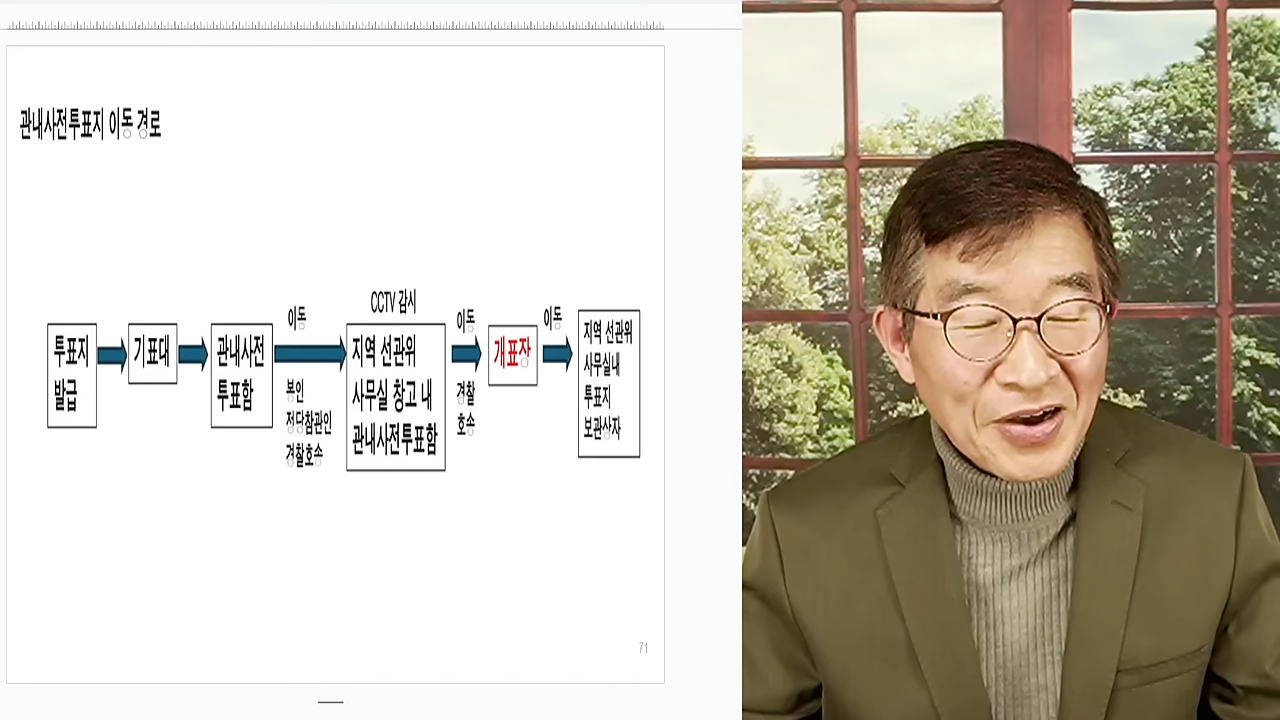 관내사전투표지 이동 경로
투표지
발급
기표대
관내사전
투표함
이동
본인
정당참관인
경찰호송
CCTV 감시
지역 선관위
사무실 창고 내
관내사전투표함
이동
경찰
호송
개표장
이동
지역 선관위
사무실내
투표지
보관상자
71